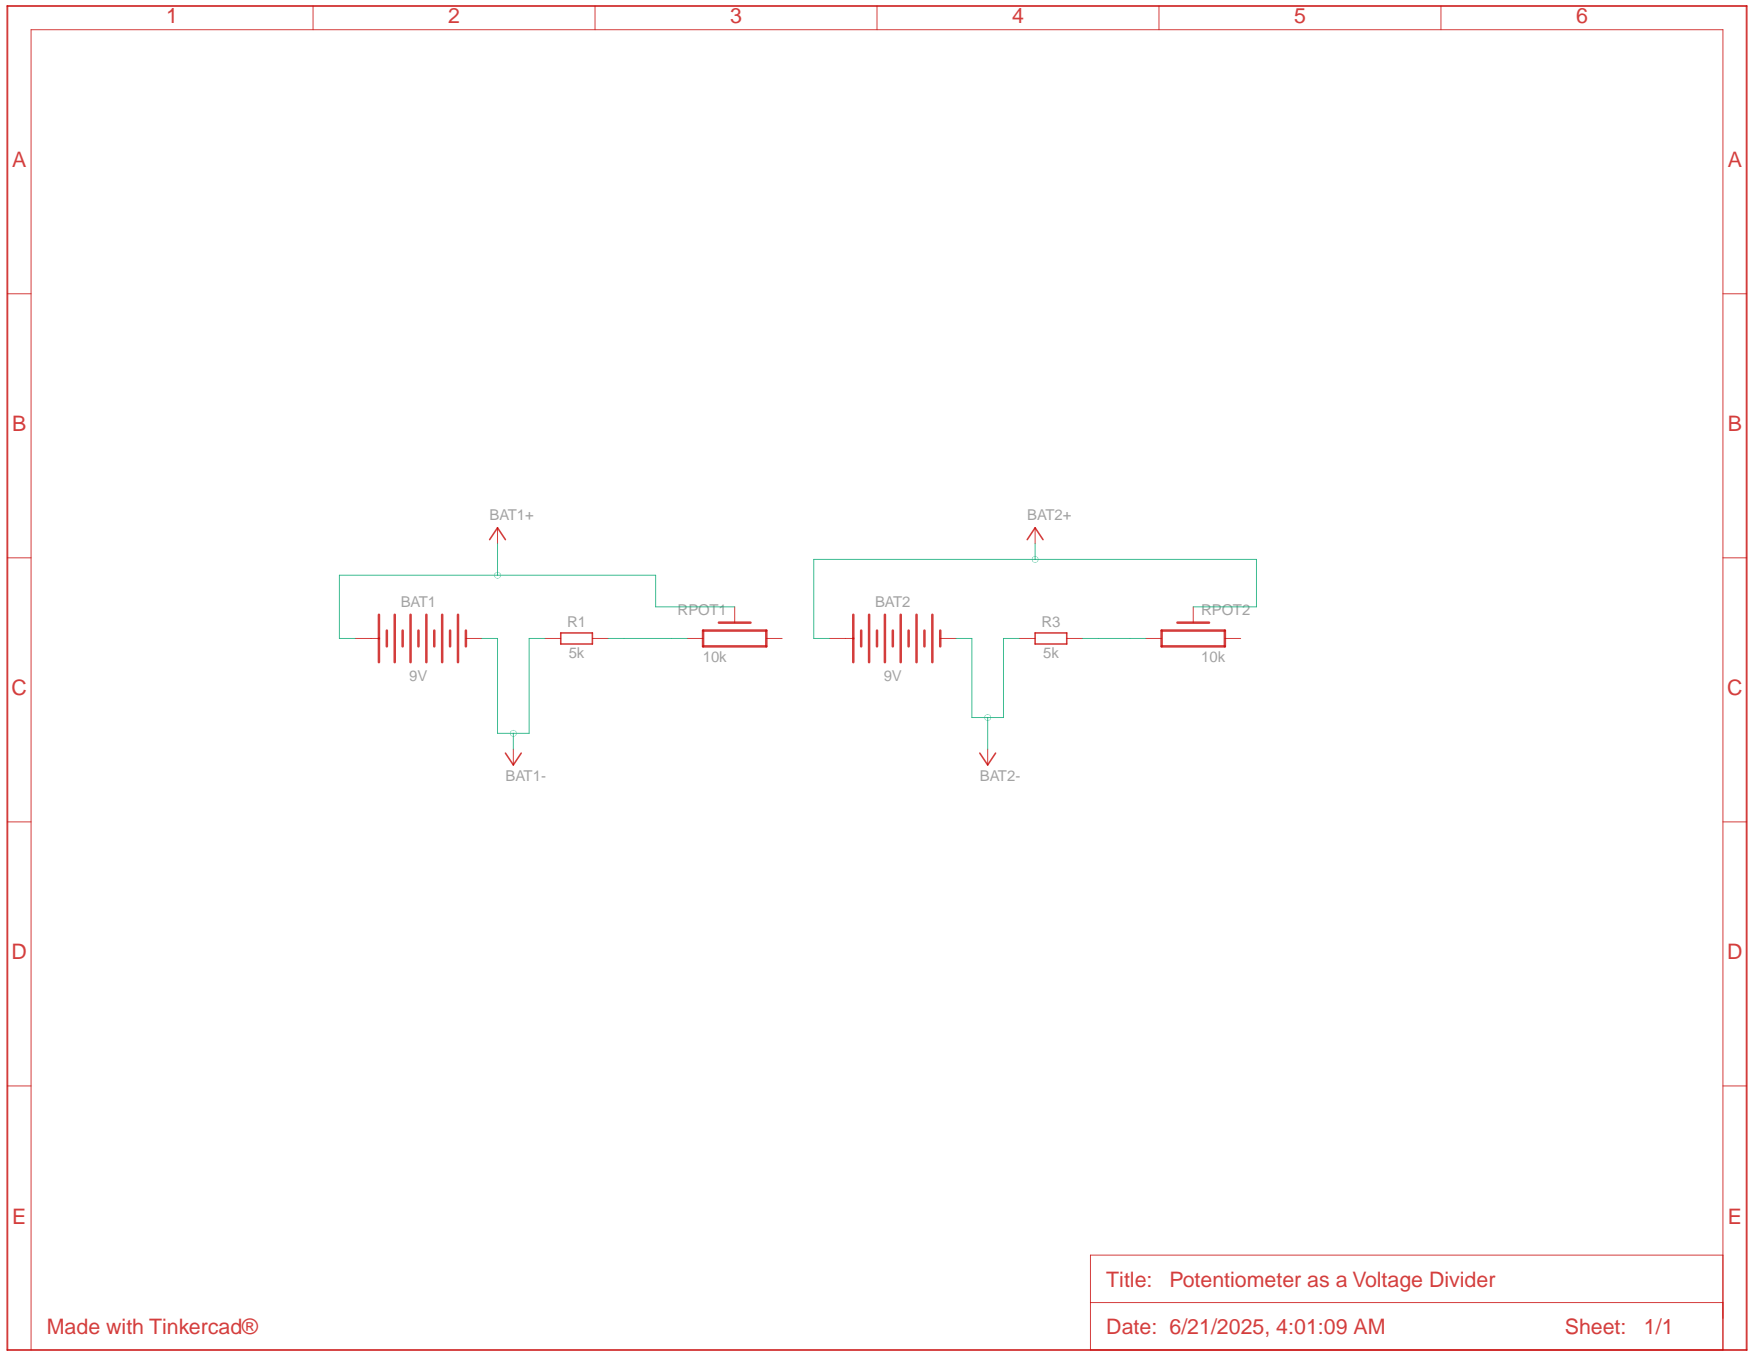 1 2 3 4 5 6
A A
B B
BAT1+ BAT2+
BAT1 RPOT1 BAT2 RPOT2
R1 R3
5k 10k 5k 10k
9V 9V
C C
BAT1- BAT2-
D D
E E
Title: Potentiometer as a Voltage Divider
Made with Tinkercad®
Date: 6/21/2025, 4:01:09 AM Sheet: 1/1